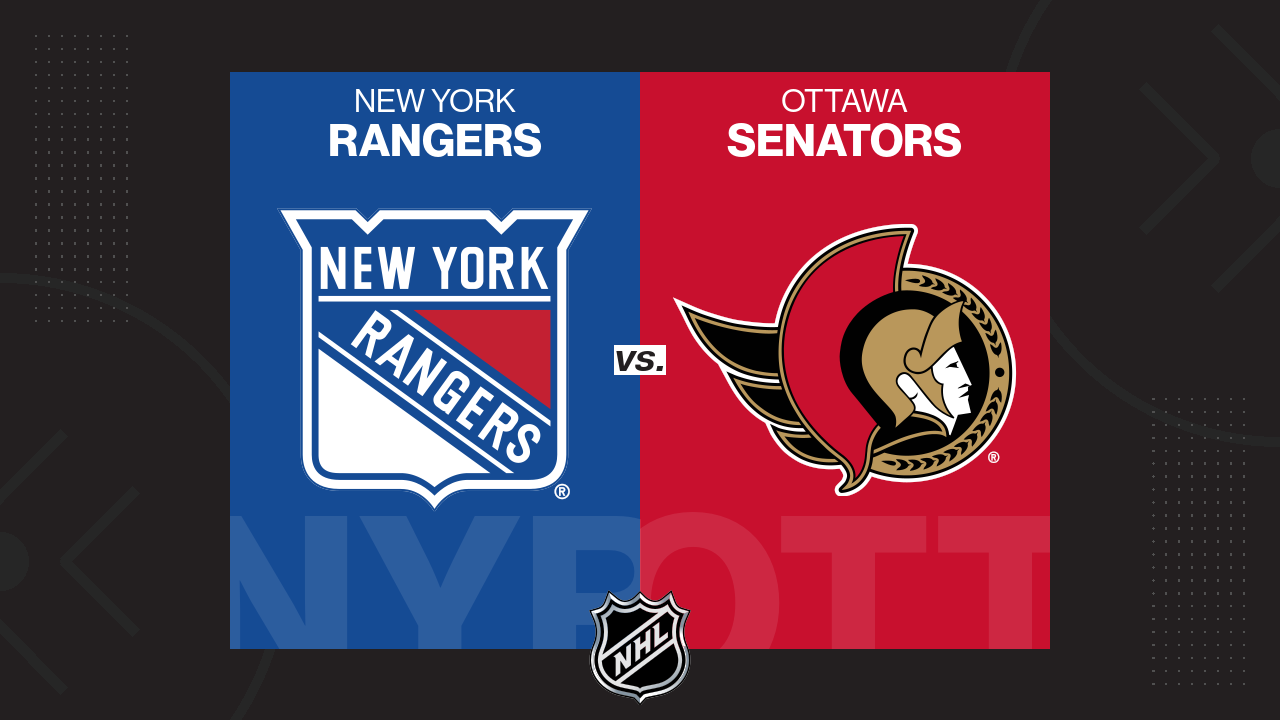 NEW YORK
RANGERS
OTTAWA
SENATORS
NEW YORK
RANGERS
®
vs.
®
NYR
OTT
NHL